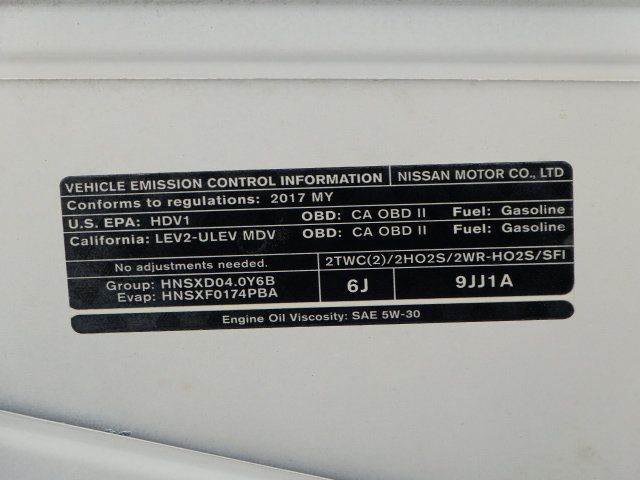 VEHICLE EMISSION CONTROL INFORMATION NISSAN MOTOR CO., LTD
Conforms to regulations: 2017 MY
U.S. EPA: HDV1 OBD: CA OBD II Fuel: Gasoline
California: LEV2-ULEV MDV OBD: CA OBD II Fuel: Gasoline
No adjustments needed. 2TWC(2)/2HO2S/2WR-HO2S/SFI
Group: HNSXD04.0Y6B
Evap: HNSXF0174PBA
6J 9JJ1A
Engine Oil Viscosity: SAE 5W-30